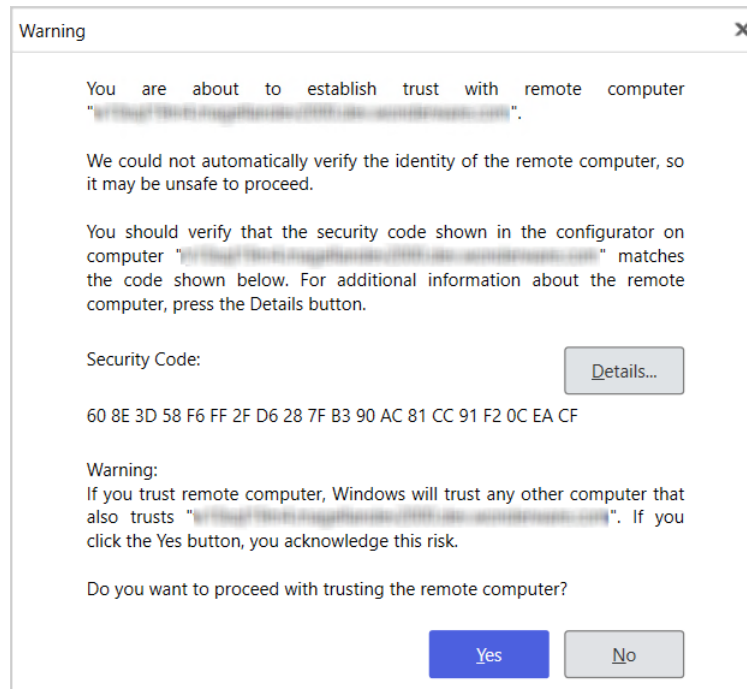 Warning
You are about to establish trust with remote computer
" ".
We could not automatically verify the identity of the remote computer, so
it may be unsafe to proceed.
You should verify that the security code shown in the configurator on
computer " " matches
the code shown below. For additional information about the remote
computer, press the Details button.
Security Code:
Details...
60 8E 3D 58 F6 FF 2F D6 28 7F B3 90 AC 81 CC 91 F2 0C EA CF
Warning:
If you trust remote computer, Windows will trust any other computer that
also trusts " ". If you
click the Yes button, you acknowledge this risk.
Do you want to proceed with trusting the remote computer?
Yes
No